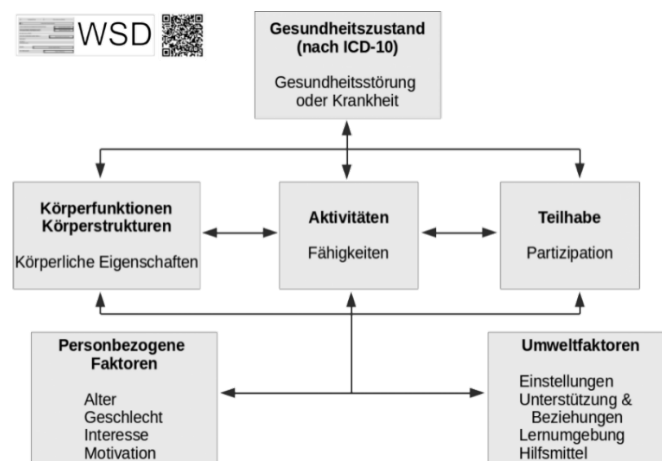 WSD
Gesundheitszustand
(nach ICD-10)
Gesundheitsstörung
oder Krankheit
Körperfunktionen
Körperstrukturen
Körperliche Eigenschaften
Aktivitäten
Fähigkeiten
Teilhabe
Partizipation
Personbezogene
Faktoren
Alter
Geschlecht
Interesse
Motivation
Umweltfaktoren
Einstellungen
Unterstützung &
Beziehungen
Lernumgebung
Hilfsmittel